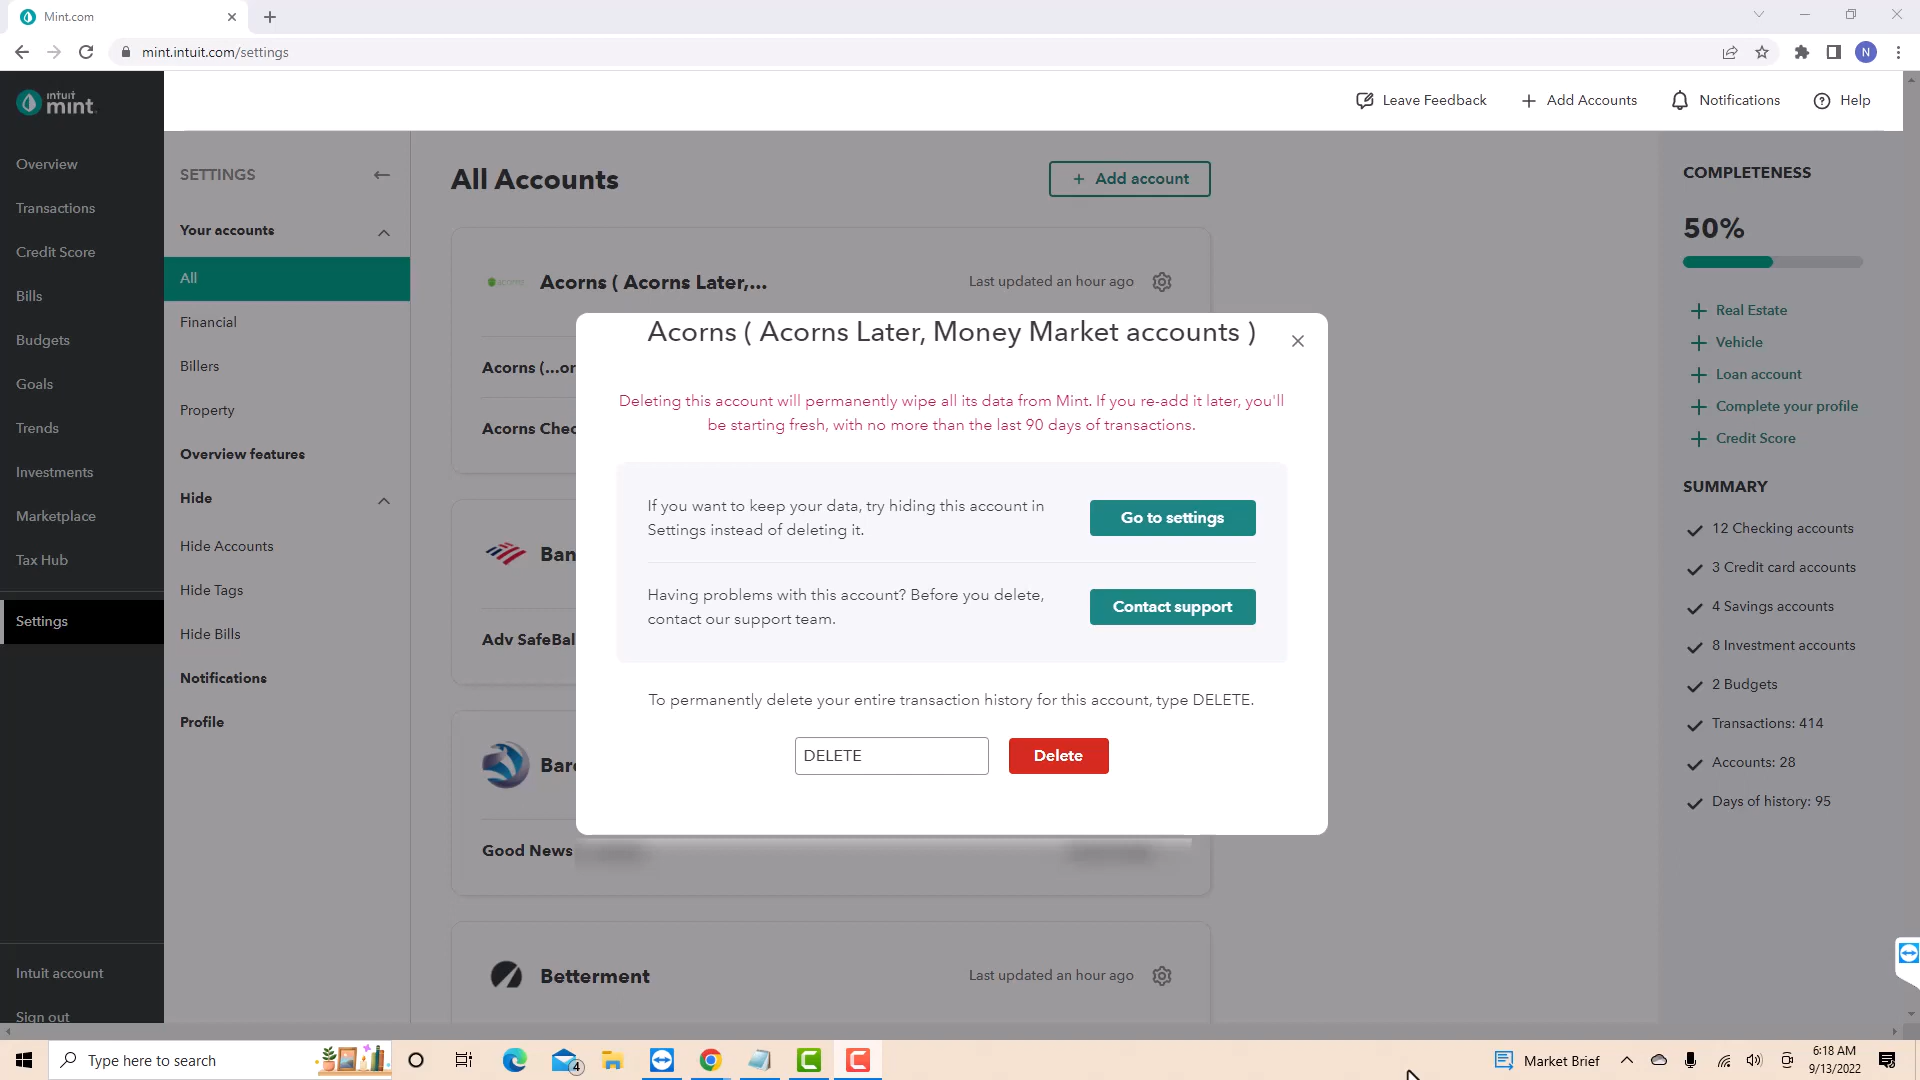 Mint.com
mint.intuit.com/settings
N
intuit
mint
Leave Feedback
Add Accounts
Notifications
Help
Overview
Transactions
Credit Score
Bills
Budgets
Goals
Trends
Investments
Marketplace
Tax Hub
Settings
Intuit account
Sign out
SETTINGS
Your accounts
All
Financial
Billers
Property
Overview features
Hide
Hide Accounts
Hide Tags
Hide Bills
Notifications
Profile
All Accounts
Add account
Acorns ( Acorns Later,...
Last updated an hour ago
Acorns (...or
Acorns Chec
Ban
Adv SafeBal
Barc
Good News
Betterment
Last updated an hour ago
Acorns ( Acorns Later, Money Market accounts )
Deleting this account will permanently wipe all its data from Mint. If you re-add it later, you'll
be starting fresh, with no more than the last 90 days of transactions.
If you want to keep your data, try hiding this account in
Settings instead of deleting it.
Go to settings
Having problems with this account? Before you delete,
contact our support team.
Contact support
To permanently delete your entire transaction history for this account, type DELETE.
DELETE
Delete
COMPLETENESS
50%
Real Estate
Vehicle
Loan account
Complete your profile
Credit Score
SUMMARY
12 Checking accounts
3 Credit card accounts
4 Savings accounts
8 Investment accounts
2 Budgets
Transactions: 414
Accounts: 28
Days of history: 95
Type here to search
4
Market Brief
6:18 AM
9/13/2022